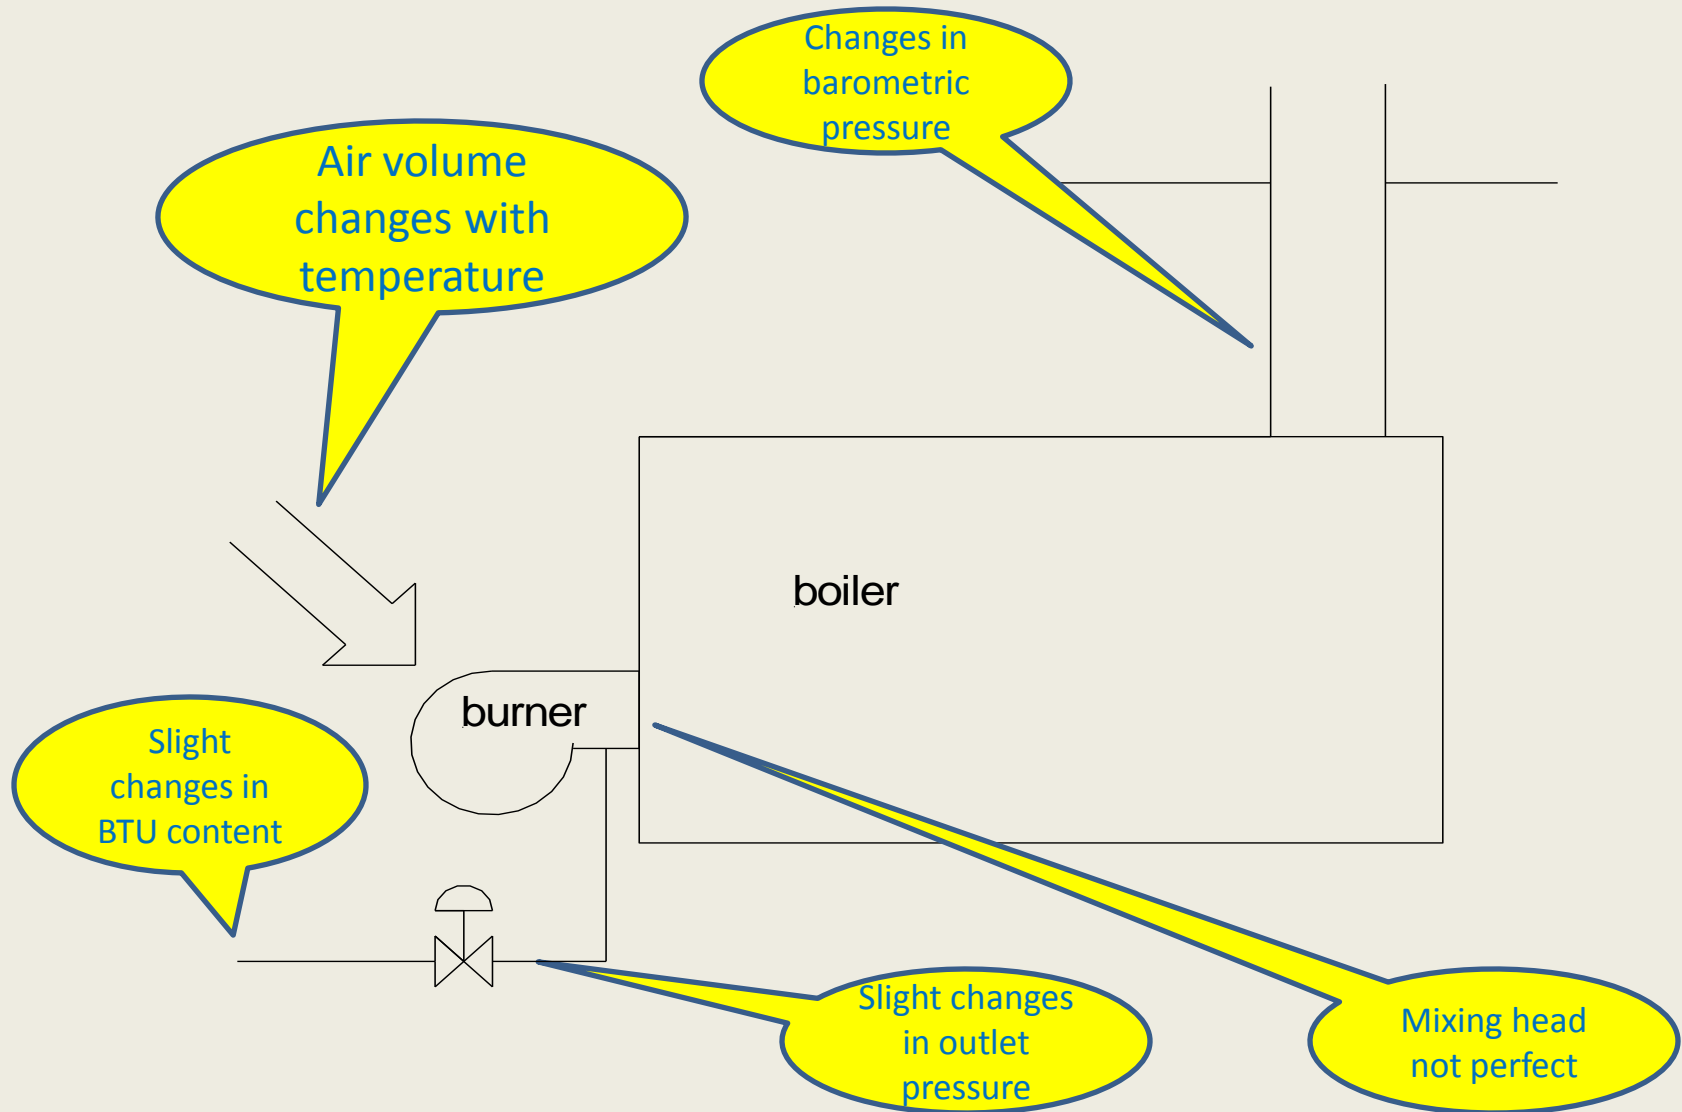 Changes in
barometric
pressure
Air volume
changes with
temperature
boiler
burner
Slight
changes in
BTU content
Slight changes
in outlet
pressure
Mixing head
not perfect